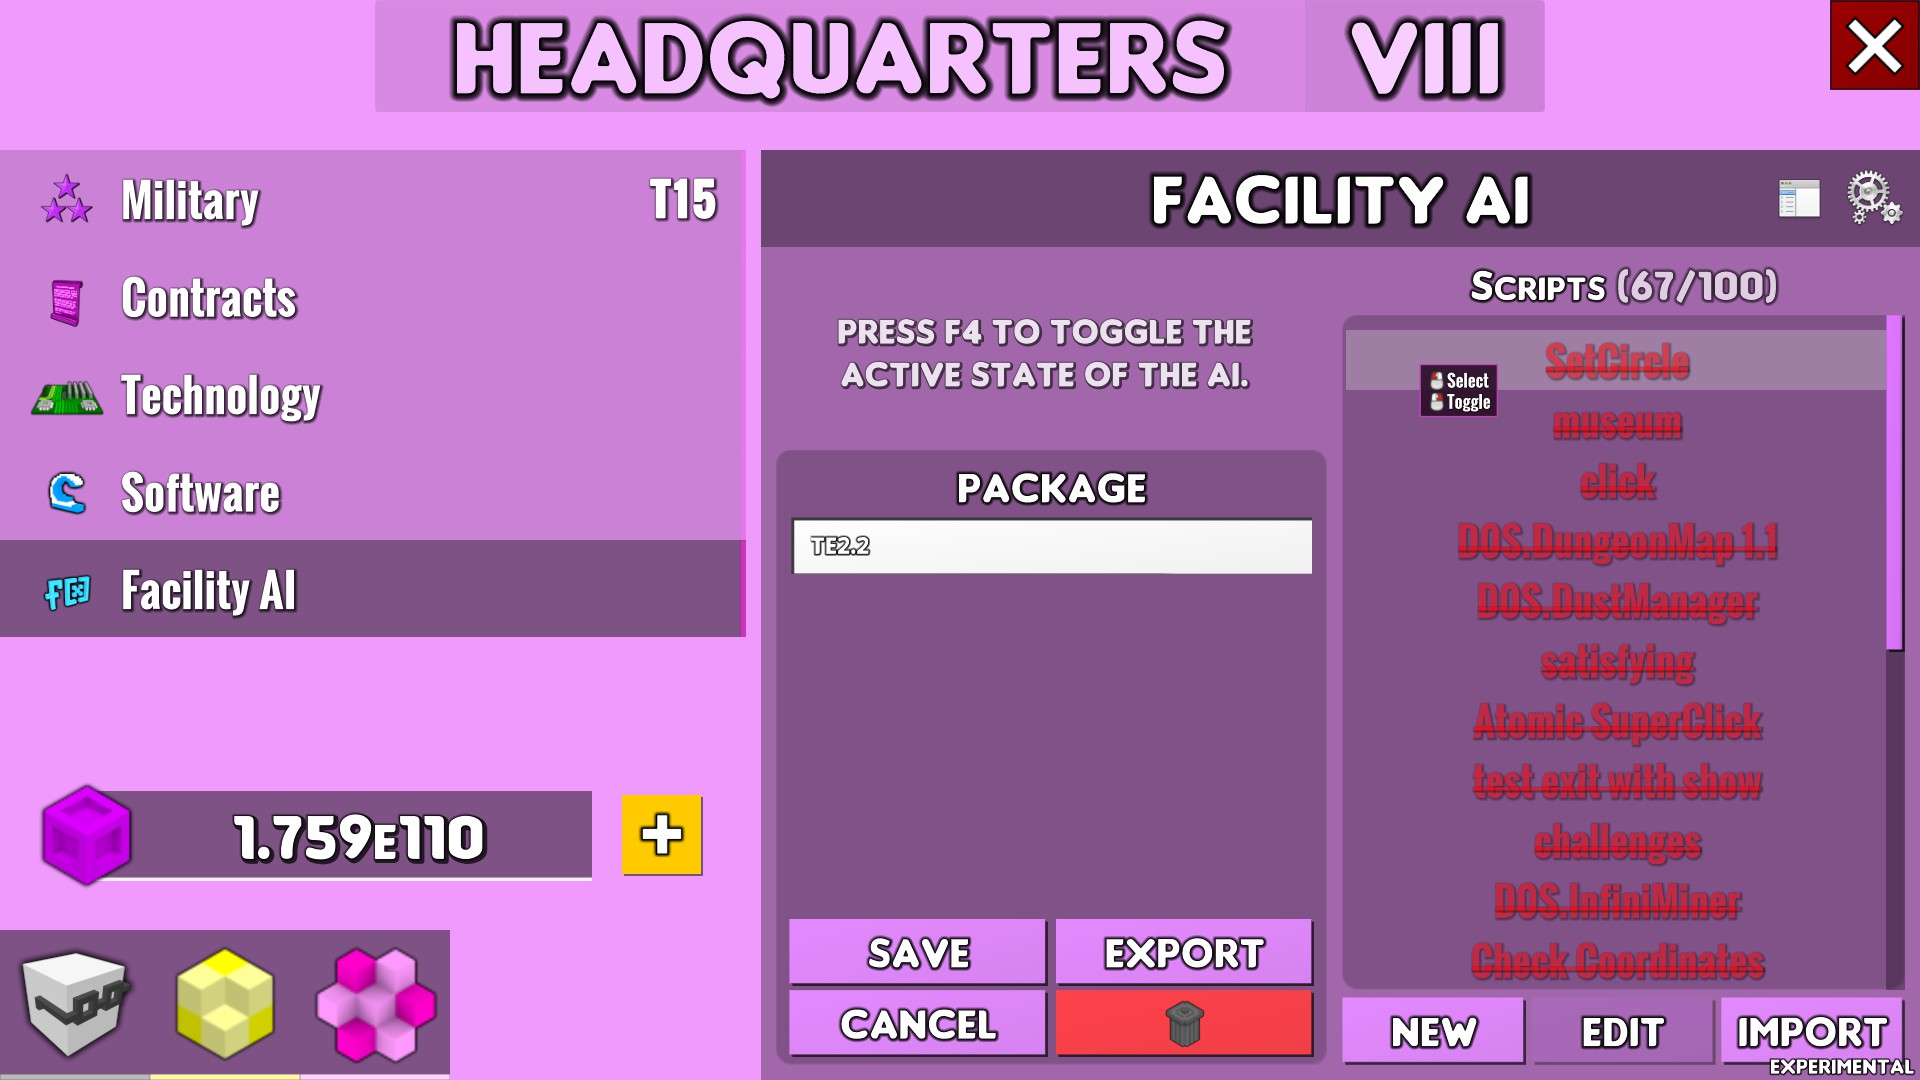 HEADQUARTERS VIII
Military T15
Contracts
Technology
Software
Facility AI
1.759E110
+
FACILITY AI
PRESS F4 TO TOGGLE THE
ACTIVE STATE OF THE AI.
PACKAGE
TE2.2
SAVE
EXPORT
CANCEL
SCRIPTS (67/100)
SetCircle
Select
Toggle
museum
click
DOS.DungeonMap 1.1
DOS.DustManager
satisfying
Atomic SuperClick
test exit with show
challenges
DOS.InfiniMiner
Check Coordinates
NEW
EDIT
IMPORT
EXPERIMENTAL